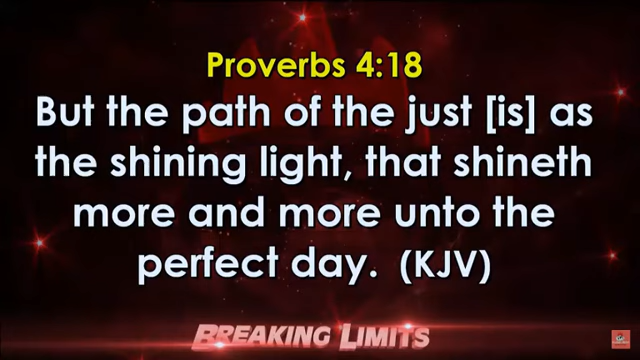 Proverbs 4:18
But the path of the just [is] as
the shining light, that shineth
more and more unto the
perfect day. (KJV)
BREAKING LIMITS